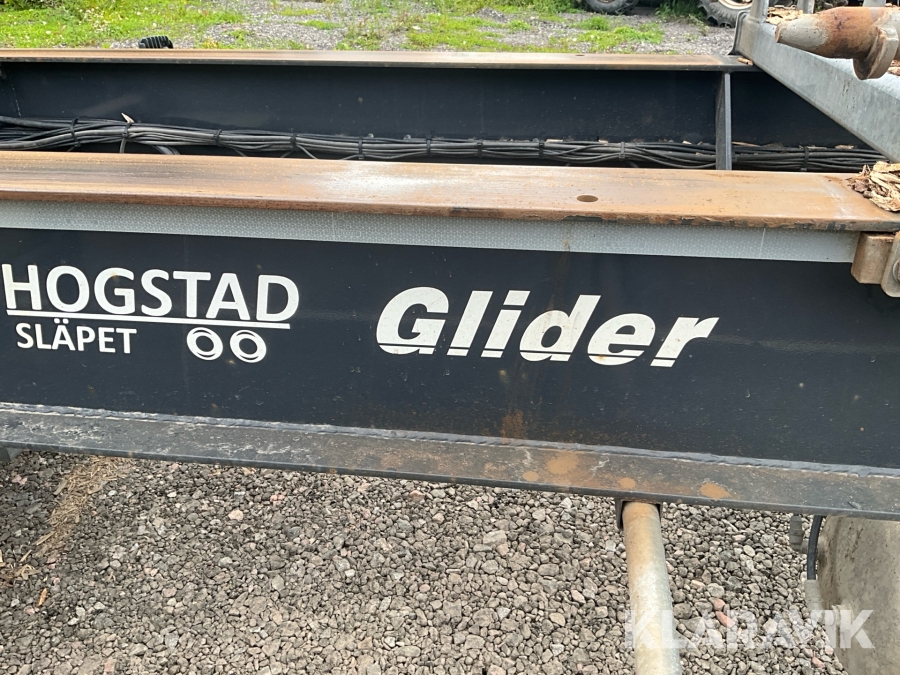 HOGSTAD
SLÄPET
Glider
KLARAVIK